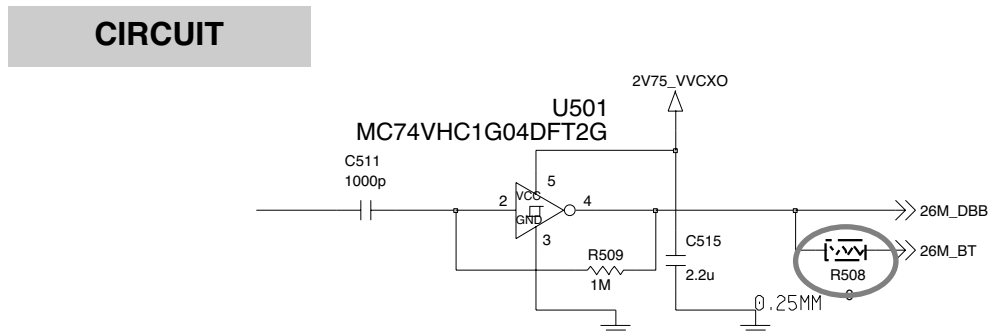 CIRCUIT
2V75_VVCXO
U501
MC74VHC1G04DFT2G
C511
1000p
5
VCC
2
4
GND
3
26M_DBB
R509
1M
C515
2.2u
26M_BT
R508
0
0.25MM